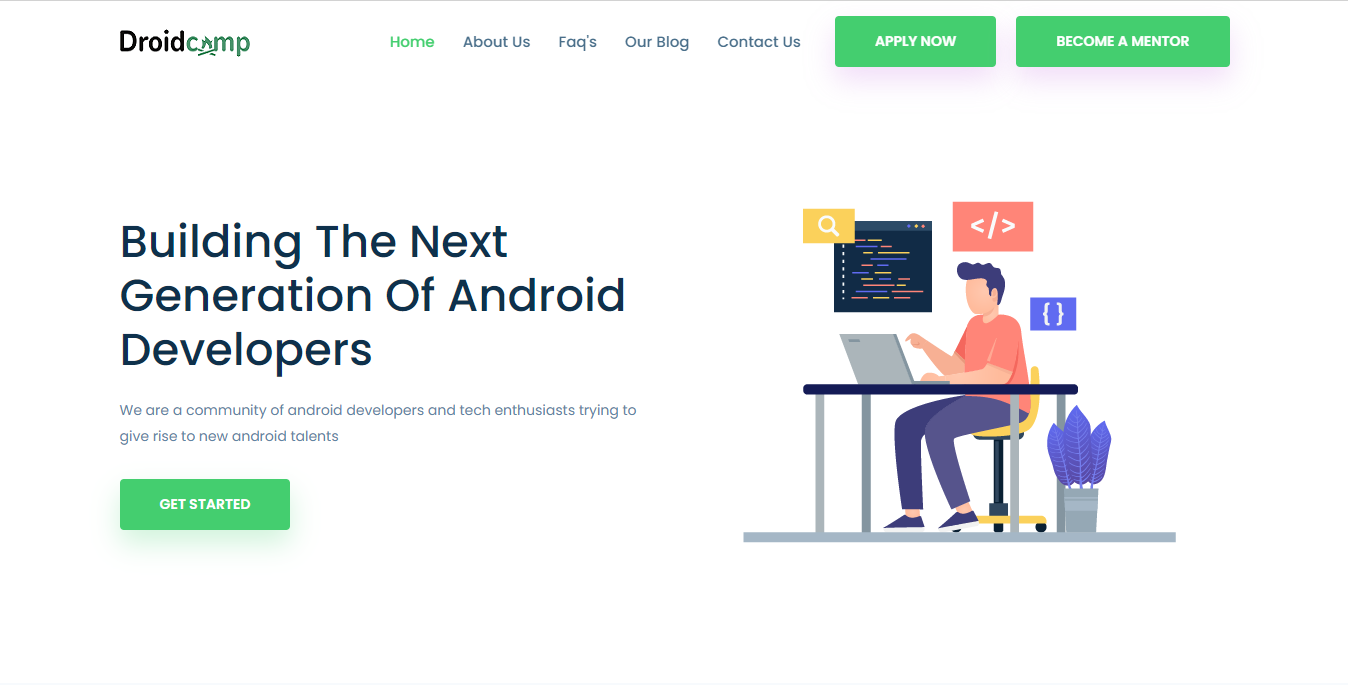 Droidcamp
Home About Us Faq's Our Blog Contact Us APPLY NOW BECOME A MENTOR
</>
Building The Next
Generation Of Android
Developers
{ }
We are a community of android developers and tech enthusiasts trying to
give rise to new android talents
GET STARTED